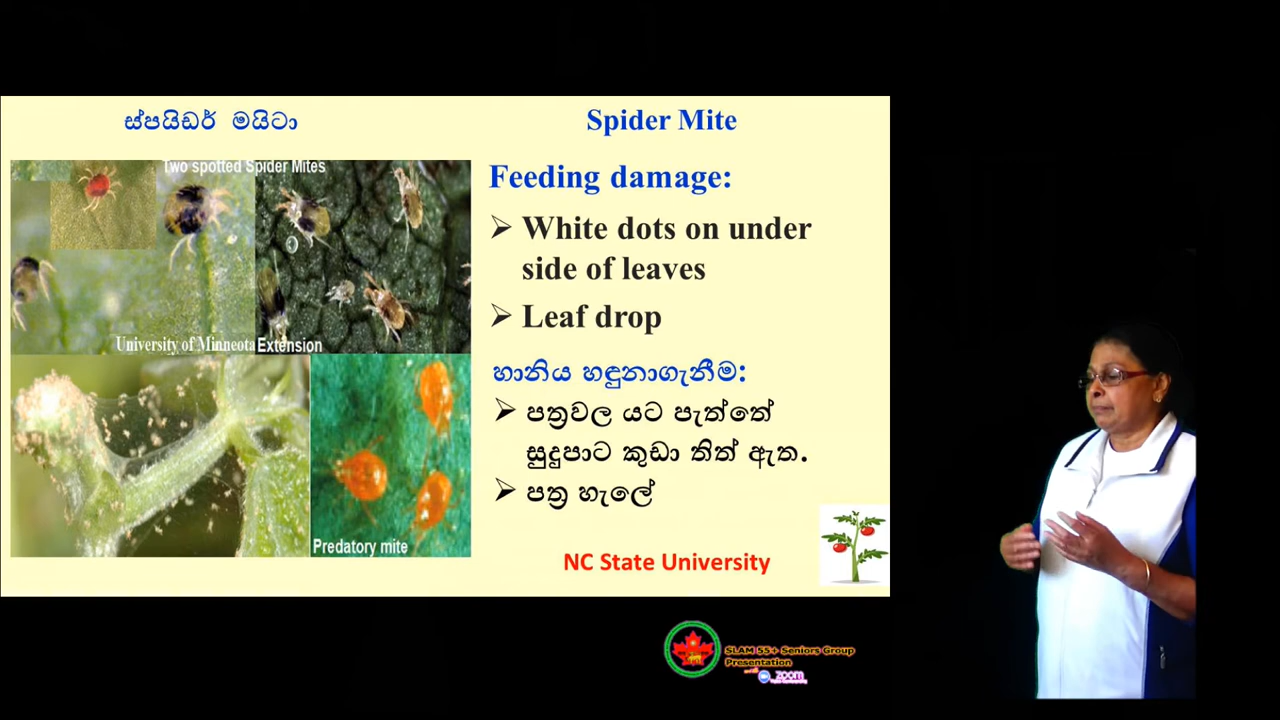 ස්පයිඩර් මයිටා
Spider Mite
Two spotted Spider Mites
University of Minneota Extension
Predatory mite
Feeding damage:
➢ White dots on under
side of leaves
➢ Leaf drop
හානිය හඳුනාගැනීම:
➢ පත්‍රවල යට පැත්තේ
සුදුපාට කුඩා තිත් ඇත.
➢ පත්‍ර හැලේ
NC State University
SLAM 55+ Seniors Group
Presentation
zoom